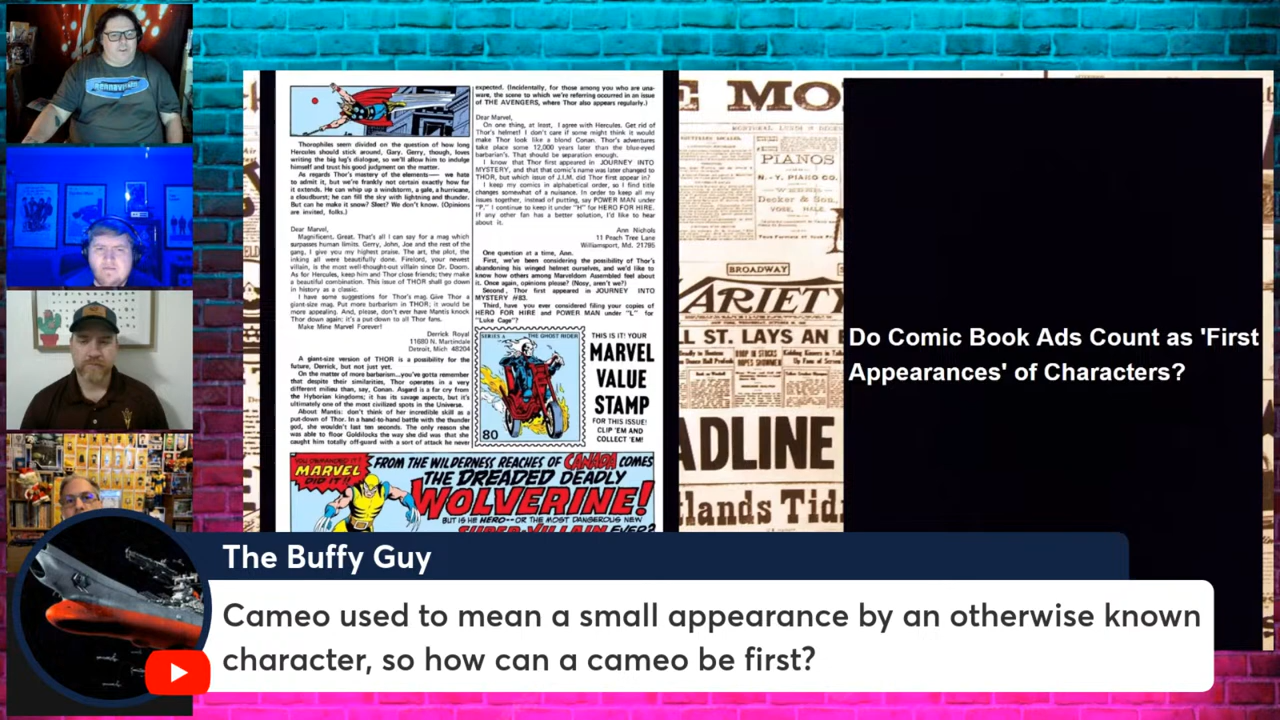 Thorophiles seem divided on the question of how long
Hercules should stick around, Gary. Gerry, though, loves
writing the big lug's dialogue, so we'll allow him to indulge
himself and trust his good judgment on the matter.
As regards Thor's mastery of the elements— we hate
to admit it, but we're frankly not certain exactly how far
it extends. He can whip up a windstorm, a gale, a hurricane,
a cloudburst; he can fill the sky with lightning and thunder.
But can he make it snow? Sleet? We don't know. (Opinions
are invited, folks.)
Dear Marvel,
Magnificent. Great. That's all I can say for a mag which
surpasses human limits. Gerry, John, Joe and the rest of the
gang, I give you my highest praise. The art, the plot, the
inking all were beautifully done. Firelord, your newest
villain, is the most well-thought-out villain since Dr. Doom.
As for Hercules, keep him and Thor close friends; they make
a beautiful combination. This issue of THOR shall go down
in history as a classic.
I have some suggestions for Thor's mag. Give Thor a
giant-size mag. Put more barbarism in THOR; it would be
more appealing. And, please, don't ever have Mantis knock
Thor down again; it's a put down to all Thor fans.
Make Mine Marvel Forever!
Derrick Royal
11680 N. Martindale
Detroit, Mich 48204
A giant-size version of THOR is a possibility for the
future, Derrick, but not just yet.
On the matter of more barbarism...you've gotta remember
that despite their similarities, Thor operates in a very
different milieu than, say, Conan. Asgard is a far cry from
the Hyborian kingdoms; it has its savage aspects, but it's
ultimately one of the most civilized spots in the Universe.
About Mantis: don't think of her incredible skill as a
put-down of Thor. In a hand-to-hand battle with the thunder
god, she wouldn't last ten seconds. The only reason she
was able to floor Goldilocks the way she did was that she
caught him totally off-guard with a sort of attack he never
expected. (Incidentally, for those among you who are una-
ware, the scene to which we're referring occurred in an issue
of THE AVENGERS, where Thor also appears regularly.)
Dear Marvel,
On one thing, at least, I agree with Hercules. Get rid of
Thor's helmet! I don't care if some might think it would
make Thor look like a blond Conan. Thor's adventures
take place some 12,000 years later than the blue-eyed
barbarian's. That should be separation enough.
I know that Thor first appeared in JOURNEY INTO
MYSTERY, and that that comic's name was later changed to
THOR, but which issue of J.I.M. did Thor first appear in?
I keep my comics in alphabetical order, so I find title
changes somewhat of a nuisance. In order to keep all my
issues together, instead of putting, say POWER MAN under
"P," I continue to keep it under "H" for HERO FOR HIRE.
If any other fan has a better solution, I'd like to hear
about it.
Ann Nichols
11 Peach Tree Lane
Williamsport, Md. 21795
One question at a time, Ann.
First, we've been considering the possibility of Thor's
abandoning his winged helmet ourselves, and we'd like to
know how others among Marveldom Assembled feel about
it. Once again, opinions please? (Nosy, aren't we?)
Second, Thor first appeared in JOURNEY INTO
MYSTERY #83.
Third, have you ever considered filing your copies of
HERO FOR HIRE and POWER MAN under "L" for
"Luke Cage"?
SERIES A THE GHOST RIDER
80
THIS IS IT! YOUR
MARVEL
VALUE
STAMP
FOR THIS ISSUE!
CLIP 'EM AND
COLLECT 'EM!
YOU DEMANDED IT!
MARVEL
DID IT!!
FROM THE WILDERNESS REACHES OF CANADA COMES
THE DREADED DEADLY
WOLVERINE!
BUT IS HE HERO--OR THE MOST DANGEROUS NEW
SUPER-VILLAIN EVER?
E MO
PIANOS
N.-Y. PIANO CO.
WEBER
Decker & Son,
VOSE, HALE,
BROADWAY
ARIETY
L ST. LAYS AN
ADLINE
tlands Tid
Do Comic Book Ads Count as 'First
Appearances' of Characters?
The Buffy Guy
Cameo used to mean a small appearance by an otherwise known
character, so how can a cameo be first?